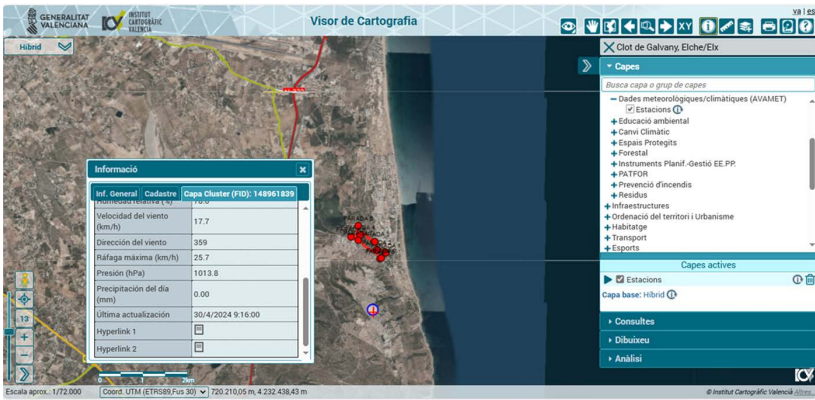 GENERALITAT
VALENCIANA
INSTITUT
CARTOGRÀFIC
VALENCIÀ
Visor de Cartografia
va | es
XY
Híbrid
Clot de Galvany, Elche/Elx
Capes
Busca capa o grup de capes
Dades meteorològiques/climàtiques (AVAMET)
Estacions
Educació ambiental
Canvi Climàtic
Espais Protegits
Forestal
Instruments Planif.-Gestió EE.PP.
PATFOR
Prevenció d'incendis
Residus
Infraestructures
Ordenació del territori i Urbanisme
Habitatge
Transport
Esports
Capes actives
Estacions
Capa base: Híbrid
Consultes
Dibuixeu
Anàlisi
Informació
Inf. General Cadastre Capa Cluster (FID): 148961839
Humedad relativa (%)
Velocidad del viento (km/h) 17.7
Dirección del viento 359
Ráfaga máxima (km/h) 25.7
Presión (hPa) 1013.8
Precipitación del día (mm) 0.00
Última actualización 30/4/2024 9:16:00
Hyperlink 1
Hyperlink 2
13
0 1 2km
Escala aprox.: 1/72.000 Coord. UTM (ETRS89,Fus 30) 720.210,05 m, 4.232.438,43 m
© Institut Cartogràfic Valencià